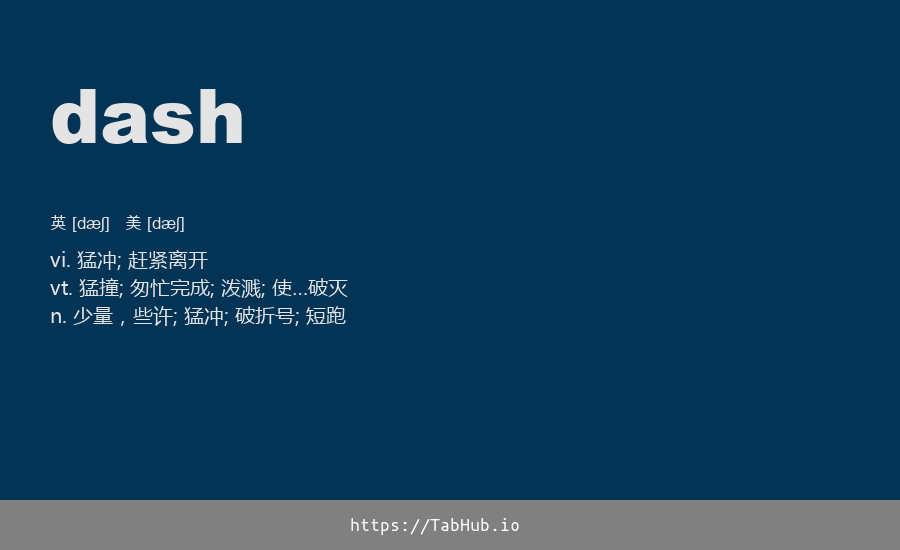 dash
英 [dæʃ] 美 [dæʃ]
vi. 猛冲; 赶紧离开
vt. 猛撞; 匆忙完成; 泼溅; 使...破灭
n. 少量，些许; 猛冲; 破折号; 短跑
https://TabHub.io